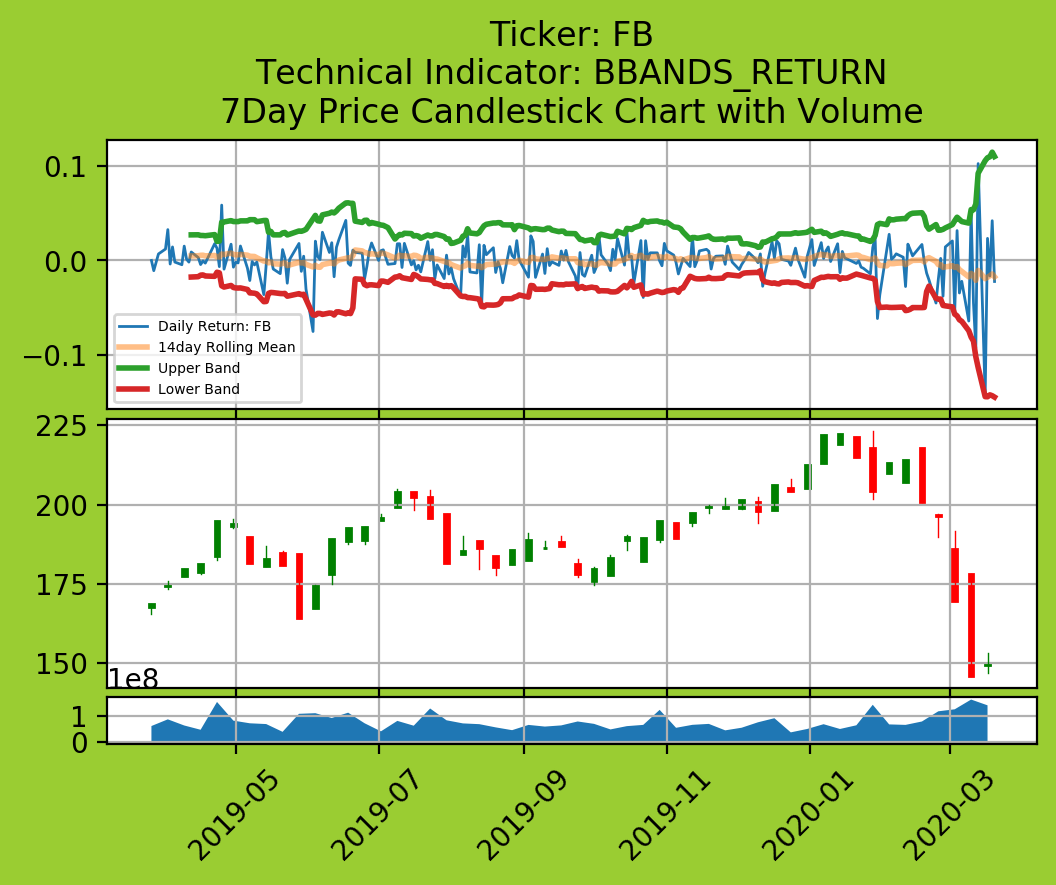 Ticker: FB
Technical Indicator: BBANDS_RETURN
7Day Price Candlestick Chart with Volume
0.1
0.0
−0.1
Daily Return: FB
14day Rolling Mean
Upper Band
Lower Band
225
200
175
150
1e8
1
0
2019-05
2019-07
2019-09
2019-11
2020-01
2020-03